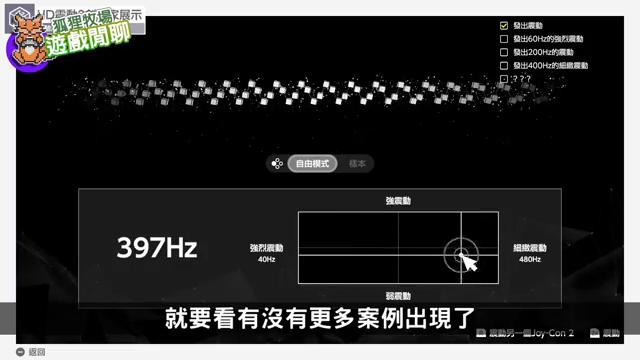 狐狸牧場
遊戲閒聊
發出震動
發出60Hz的強烈震動
發出200Hz的震動
發出400Hz的細緻震動
???
自由模式
樣本
強震動
397Hz
強烈震動
40Hz
細緻震動
480Hz
弱震動
就要看有沒有更多案例出現了
震動另一個Joy-Con 2
震動
返回